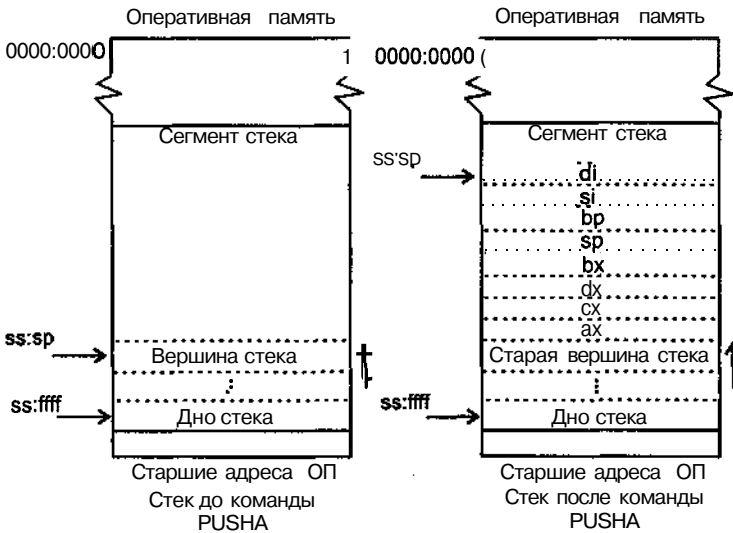 Оперативная память
0000:0000
1
Сегмент стека
ss:sp
Вершина стека
ss:ffff
Дно стека
Старшие адреса ОП
Стек до команды
PUSHA
Оперативная память
0000:0000 (
Сегмент стека
ss'sp
di
si
bp
sp
bx
dx
cx
ax
Старая вершина стека
ss:ffff
Дно стека
Старшие адреса ОП
Стек после команды
PUSHA